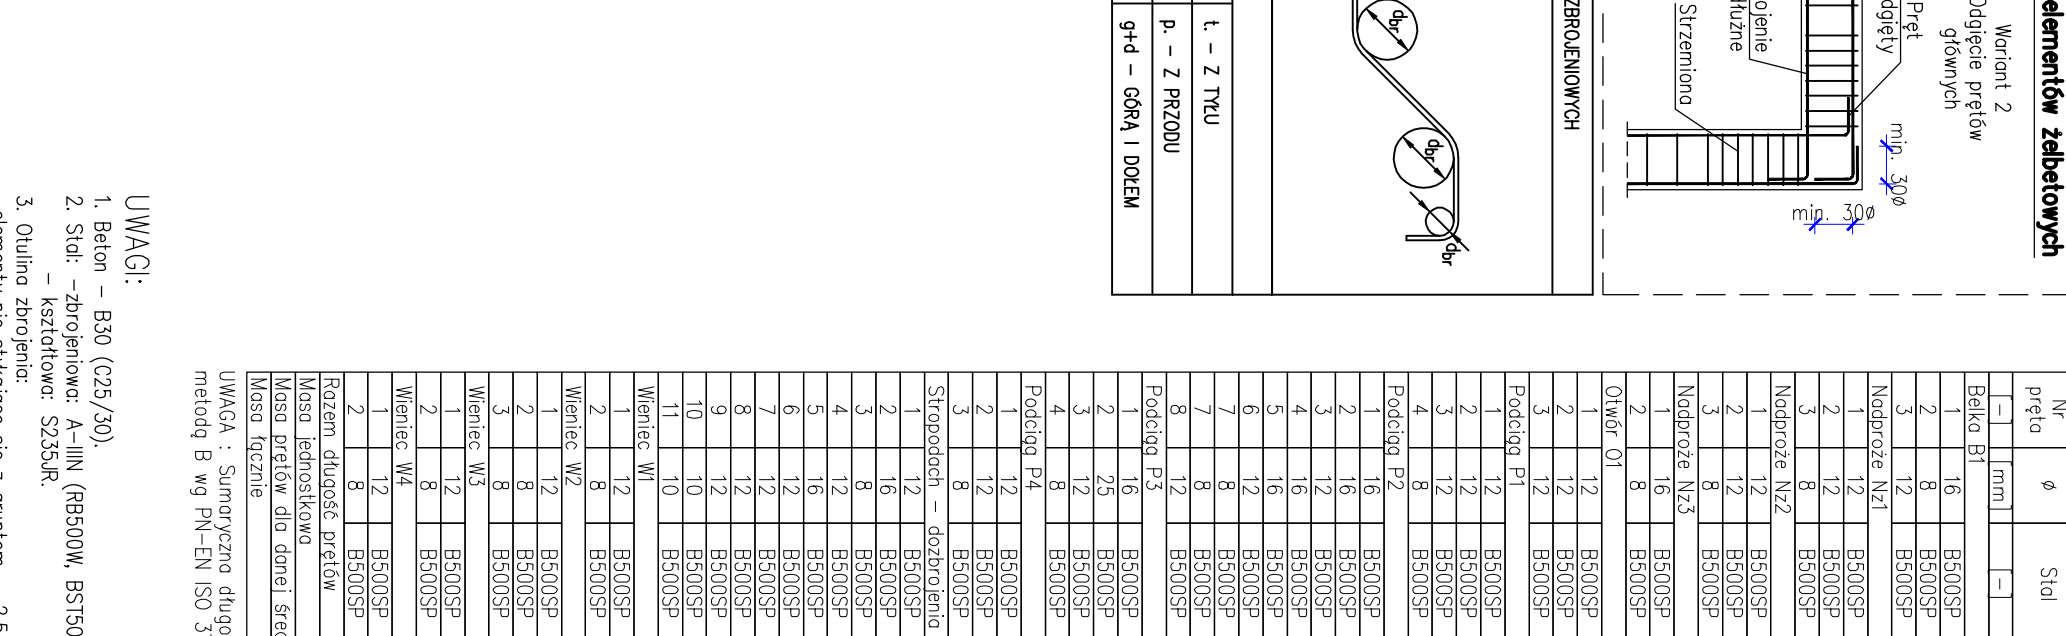 elementów żelbetowych
Wariant 2
Odgięcie prętów
głównych
Pręt
dgięty
min. 30ø
min. 30ø
ojenie
łużne
Strzemiona
ZBROJENIOWYCH
dbr
dbr
dbr
t. - Z TYŁU
p. - Z PRZODU
g+d - GÓRĄ I DOŁEM
Nr pręta ø Stal
[-] [mm] [-]
Belka B1
1 16 B500SP
2 8 B500SP
3 12 B500SP
Nadproże Nz1
1 12 B500SP
2 12 B500SP
3 8 B500SP
Nadproże Nz2
1 12 B500SP
2 12 B500SP
3 8 B500SP
Nadproże Nz3
1 16 B500SP
2 8 B500SP
Otwór O1
1 12 B500SP
2 12 B500SP
3 12 B500SP
Podciąg P1
1 12 B500SP
2 12 B500SP
3 12 B500SP
4 8 B500SP
Podciąg P2
1 16 B500SP
2 12 B500SP
3 12 B500SP
4 16 B500SP
5 16 B500SP
6 12 B500SP
7 8 B500SP
7 8 B500SP
8 12 B500SP
Podciąg P3
1 16 B500SP
2 25 B500SP
3 12 B500SP
4 8 B500SP
Podciąg P4
1 12 B500SP
2 12 B500SP
3 8 B500SP
Stropodach - dozbrojenia
1 12 B500SP
2 16 B500SP
3 8 B500SP
4 12 B500SP
5 16 B500SP
6 12 B500SP
7 12 B500SP
8 12 B500SP
9 12 B500SP
10 10 B500SP
11 10 B500SP
Wieniec W1
1 12 B500SP
2 8 B500SP
Wieniec W2
1 12 B500SP
2 8 B500SP
3 8 B500SP
Wieniec W3
1 12 B500SP
2 8 B500SP
Wieniec W4
1 12 B500SP
2 8 B500SP
Razem długość prętów
Masa jednostkowa
Masa prętów dla danej śred
Masa łącznie
UWAGA : Sumaryczna długo
metodą B wg PN-EN ISO 3
UWAGI:
1. Beton - B30 (C25/30).
2. Stal: -zbrojeniowa: A-IIIN (RB500W, BST50
- kształtowa: S235JR.
3. Otulina zbrojenia: